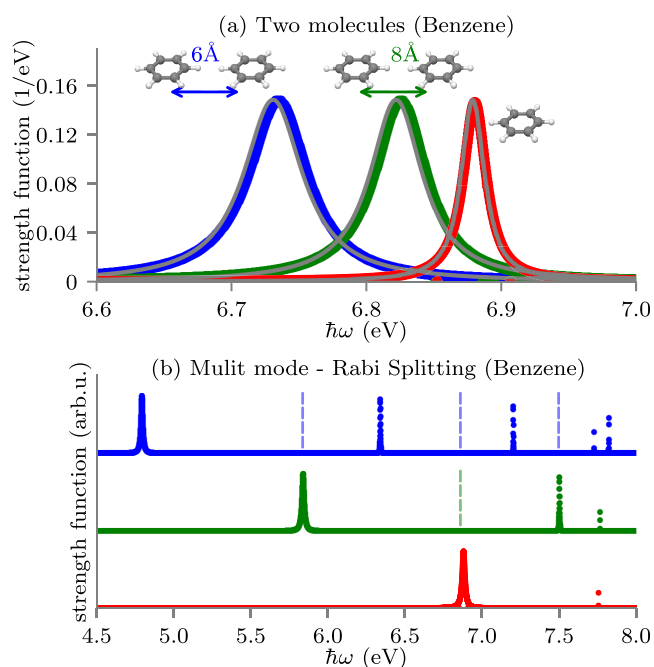 (a) Two molecules (Benzene)
6Å
8Å
strength function (1/eV)
0.16
0.12
0.08
0.04
0
6.6 6.7 6.8 6.9 7.0
ħω (eV)
(b) Mulit mode - Rabi Splitting (Benzene)
strength function (arb.u.)
4.5 5.0 5.5 6.0 6.5 7.0 7.5 8.0
ħω (eV)